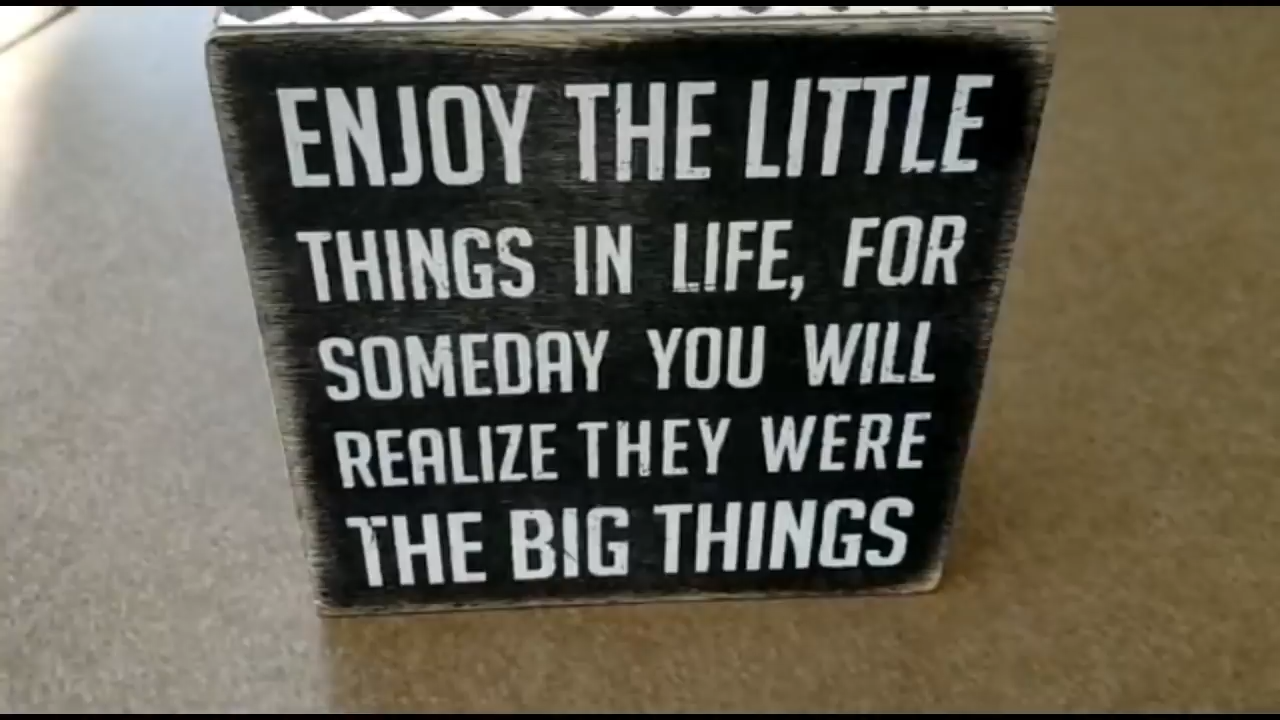 ENJOY THE LITTLE
THINGS IN LIFE, FOR
SOMEDAY YOU WILL
REALIZE THEY WERE
THE BIG THINGS